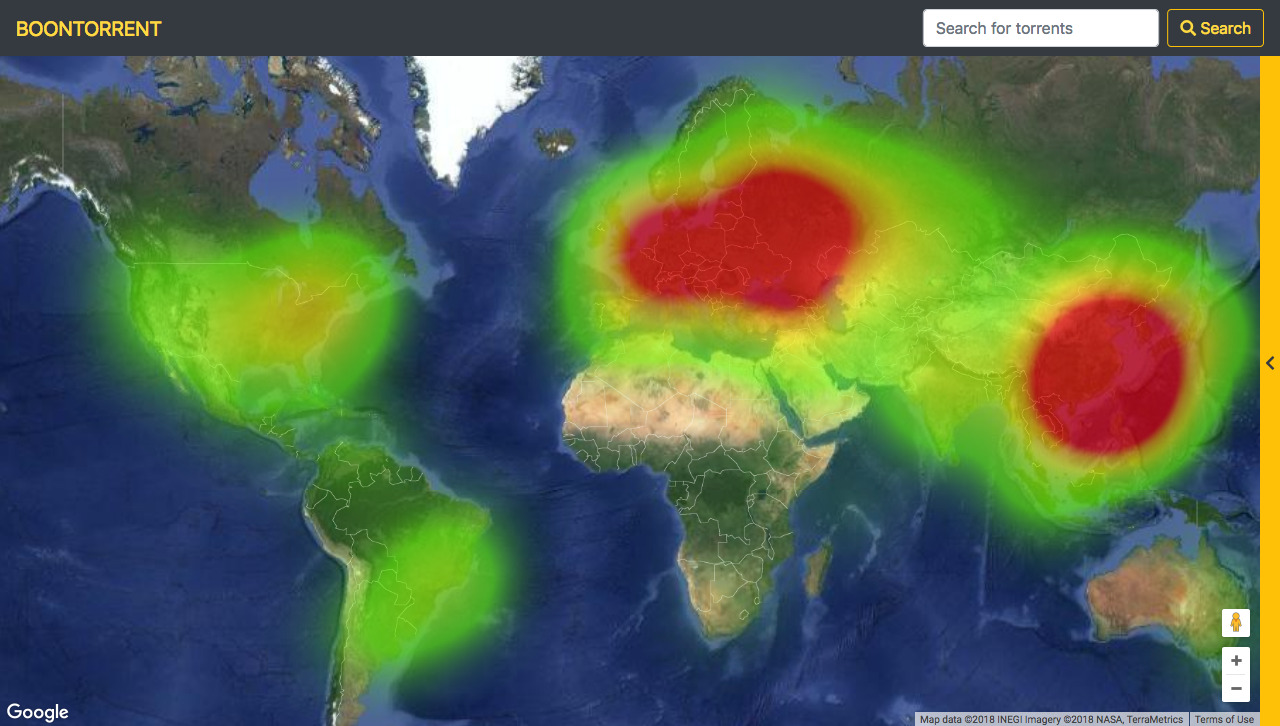 BOONTORRENT
Search for torrents
Search
+
−
Google
Map data ©2018 INEGI Imagery ©2018 NASA, TerraMetrics
Terms of Use